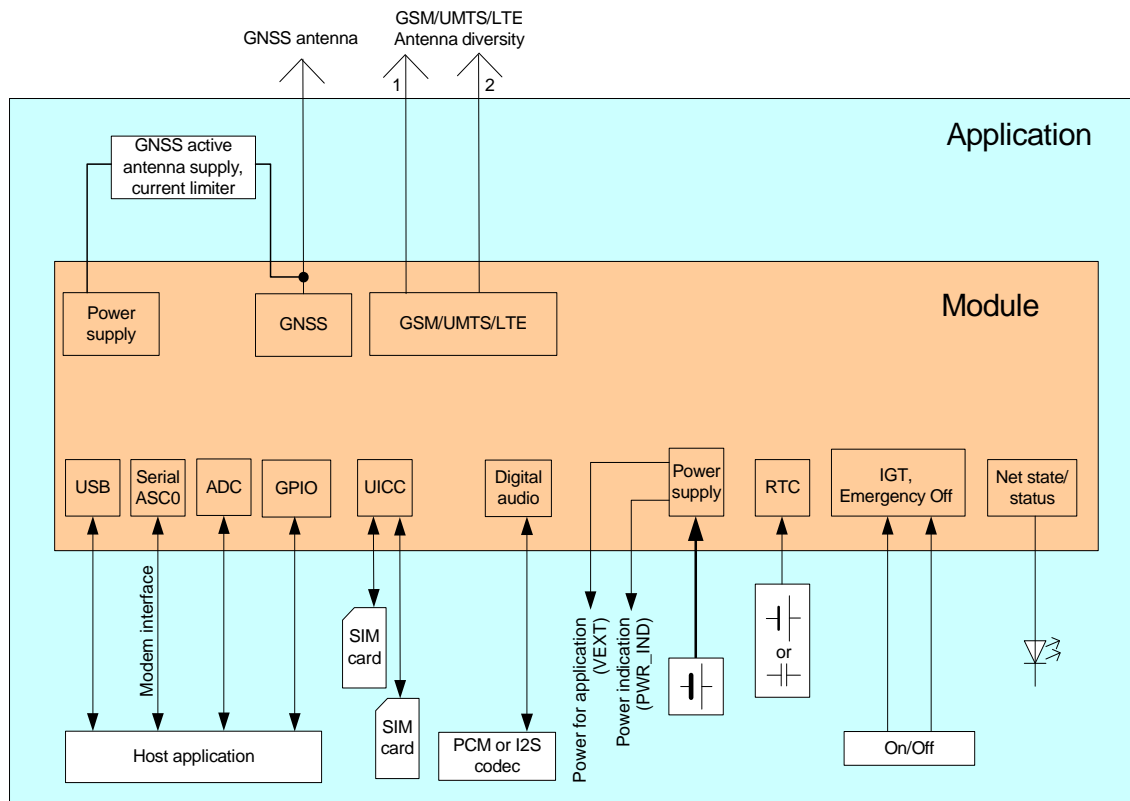 GNSS antenna
GSM/UMTS/LTE
Antenna diversity
1
2
Application
GNSS active
antenna supply,
current limiter
Module
Power
supply
GNSS
GSM/UMTS/LTE
USB
Serial
ASC0
ADC
GPIO
UICC
Digital
audio
Power
supply
RTC
IGT,
Emergency Off
Net state/
status
Modem interface
SIM
card
SIM
card
Power for application
(VEXT)
Power indication
(PWR_IND)
or
Host application
PCM or I2S
codec
On/Off